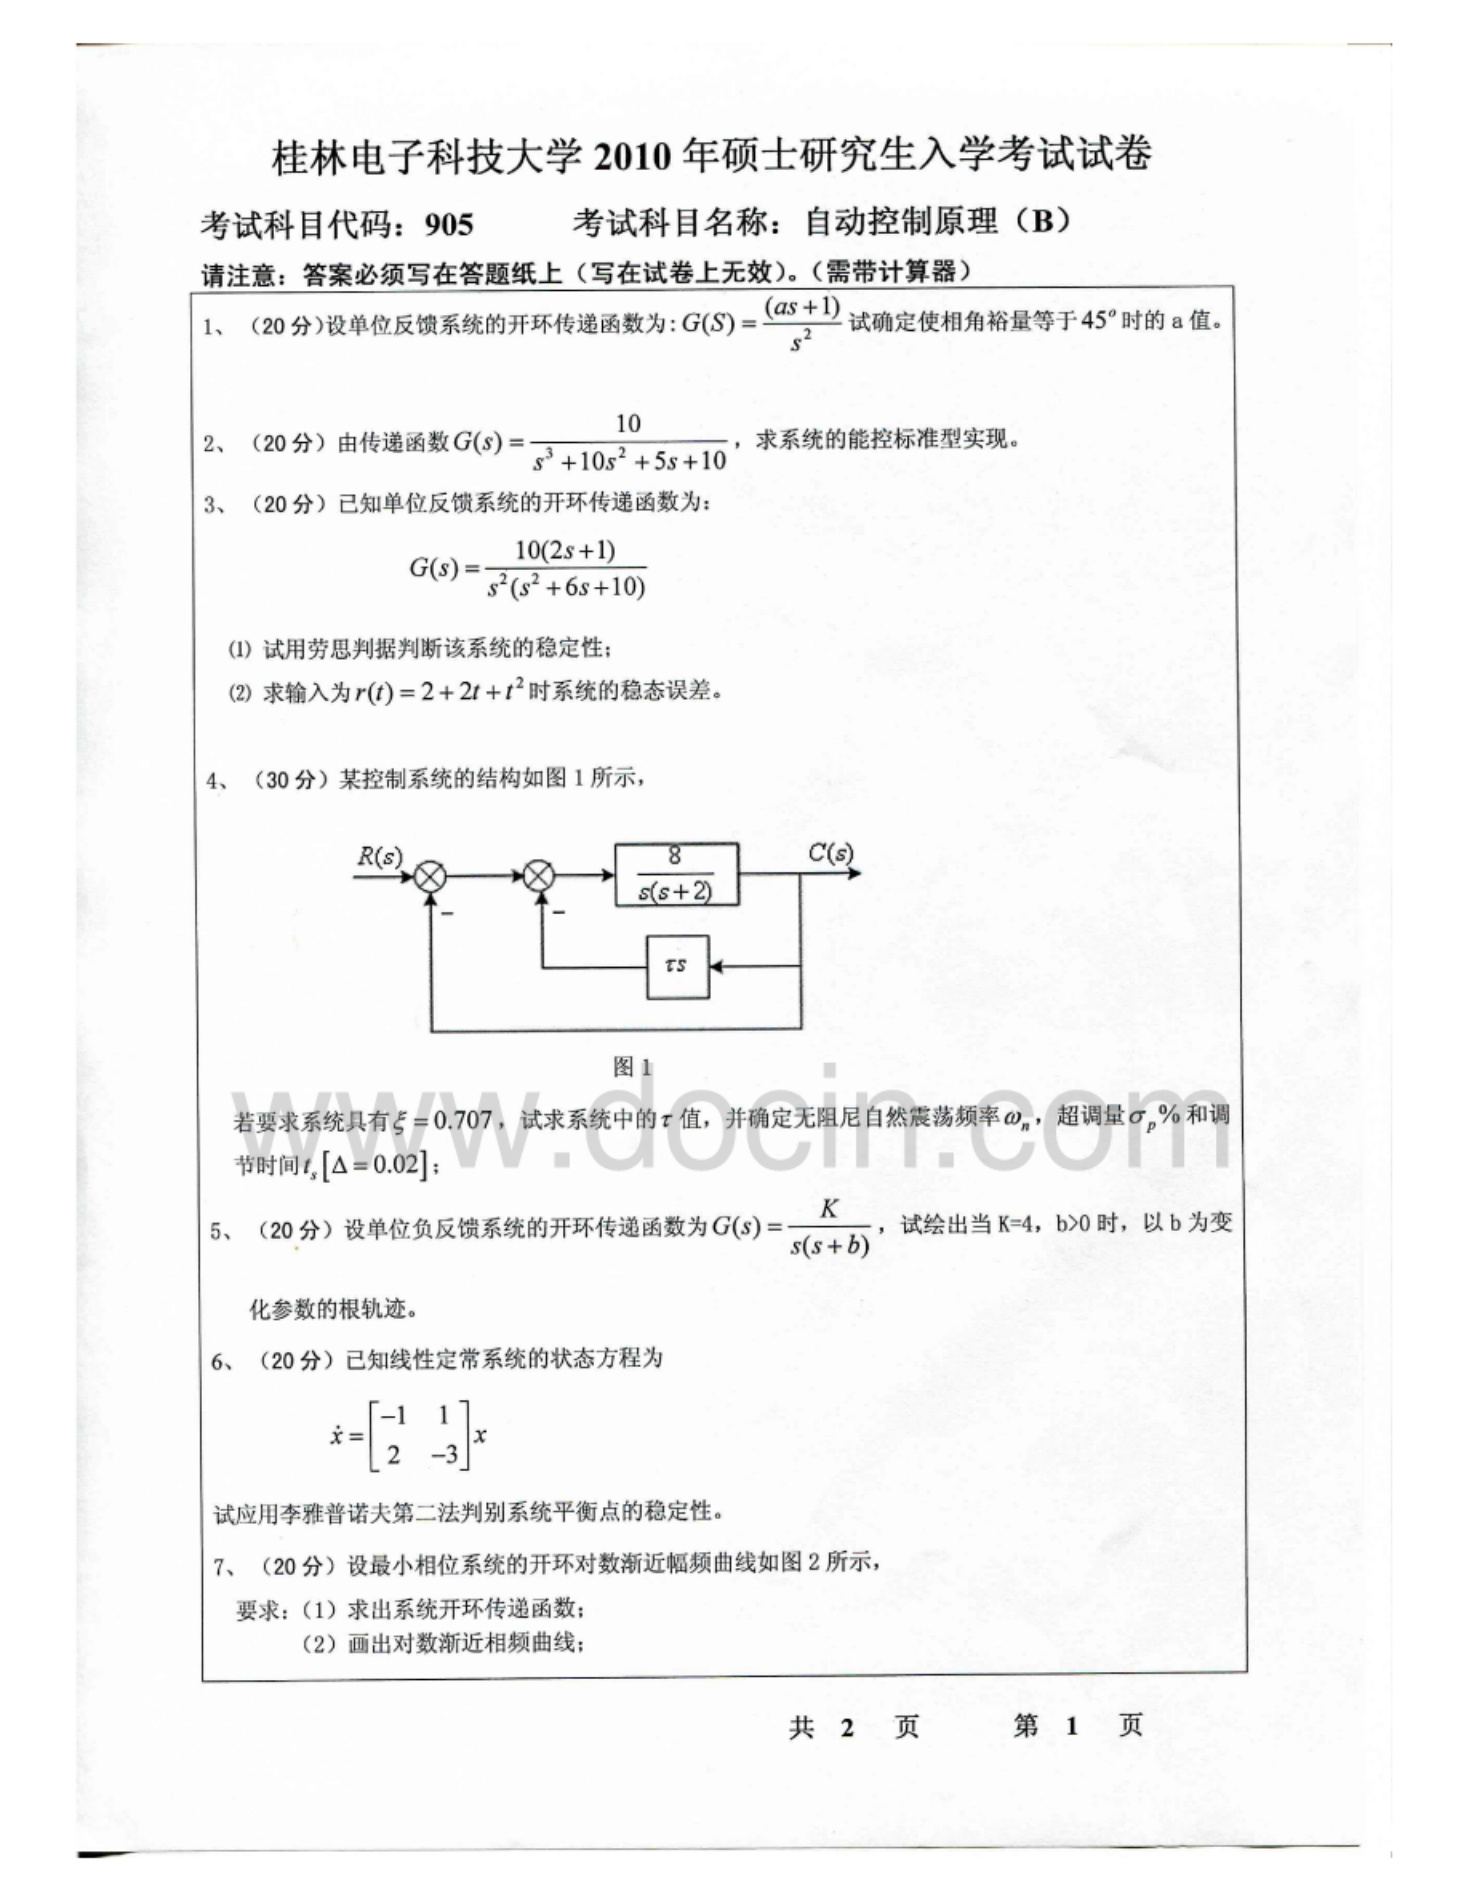 桂林电子科技大学 2010 年硕士研究生入学考试试卷
考试科目代码：905 考试科目名称：自动控制原理（B）
请注意：答案必须写在答题纸上（写在试卷上无效）。（需带计算器）
1、（20 分）设单位反馈系统的开环传递函数为: G(S) = (as+1)/s² 试确定使相角裕量等于 45° 时的 a 值。
2、（20 分）由传递函数 G(s) = 10/(s³+10s²+5s+10)，求系统的能控标准型实现。
3、（20 分）已知单位反馈系统的开环传递函数为：
G(s) = 10(2s+1)/(s²(s²+6s+10))
⑴ 试用劳思判据判断该系统的稳定性；
⑵ 求输入为 r(t) = 2 + 2t + t² 时系统的稳态误差。
4、（30 分）某控制系统的结构如图 1 所示，
R(s) 8/(s(s+2)) C(s)
− −
τs
图 1
www.docin.com
若要求系统具有 ξ = 0.707，试求系统中的 τ 值，并确定无阻尼自然震荡频率 ωn，超调量 σp% 和调
节时间 ts [Δ = 0.02]；
5、（20 分）设单位负反馈系统的开环传递函数为 G(s) = K/(s(s+b))，试绘出当 K=4，b>0 时，以 b 为变
化参数的根轨迹。
6、（20 分）已知线性定常系统的状态方程为
ẋ = [−1 1; 2 −3] x
试应用李雅普诺夫第二法判别系统平衡点的稳定性。
7、（20 分）设最小相位系统的开环对数渐近幅频曲线如图 2 所示，
要求：（1）求出系统开环传递函数；
（2）画出对数渐近相频曲线；
共 2 页 第 1 页